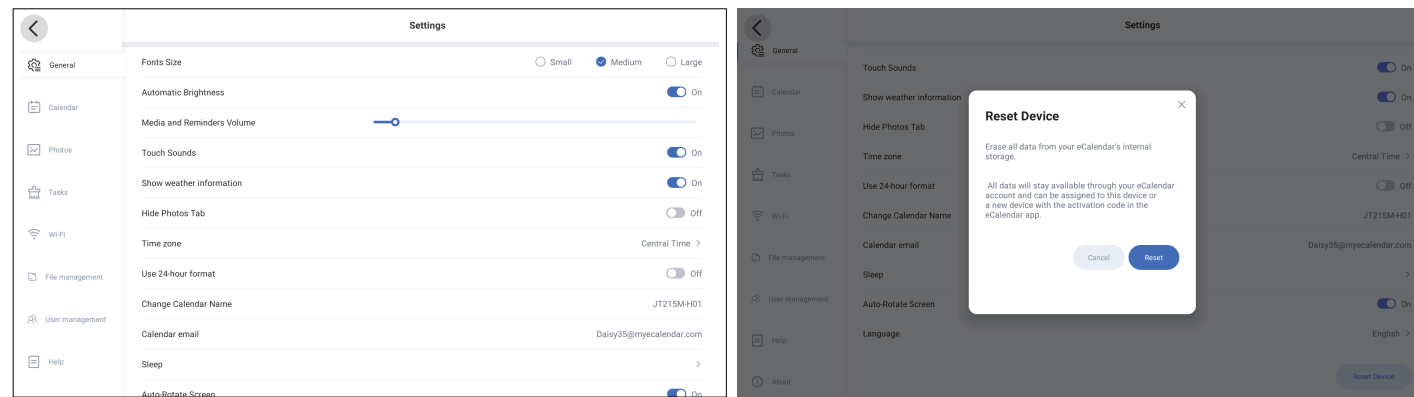 Settings
General
Calendar
Photos
Tasks
Wi-Fi
File management
User management
Help
Fonts Size Small Medium Large
Automatic Brightness On
Media and Reminders Volume
Touch Sounds On
Show weather information On
Hide Photos Tab Off
Time zone Central Time >
Use 24-hour format Off
Change Calendar Name JT215M-H01
Calendar email Daisy35@myecalendar.com
Sleep >
Auto-Rotate Screen On
Settings
General
Calendar
Photos
Tasks
Wi-Fi
File management
User management
Help
About
Touch Sounds On
Show weather information On
Hide Photos Tab Off
Time zone Central Time >
Use 24-hour format Off
Change Calendar Name JT215M-H01
Calendar email Daisy35@myecalendar.com
Sleep >
Auto-Rotate Screen On
Language English >
Reset Device
Reset Device
Erase all data from your eCalendar's internal
storage.
All data will stay available through your eCalendar
account and can be assigned to this device or
a new device with the activation code in the
eCalendar app.
Cancel Reset